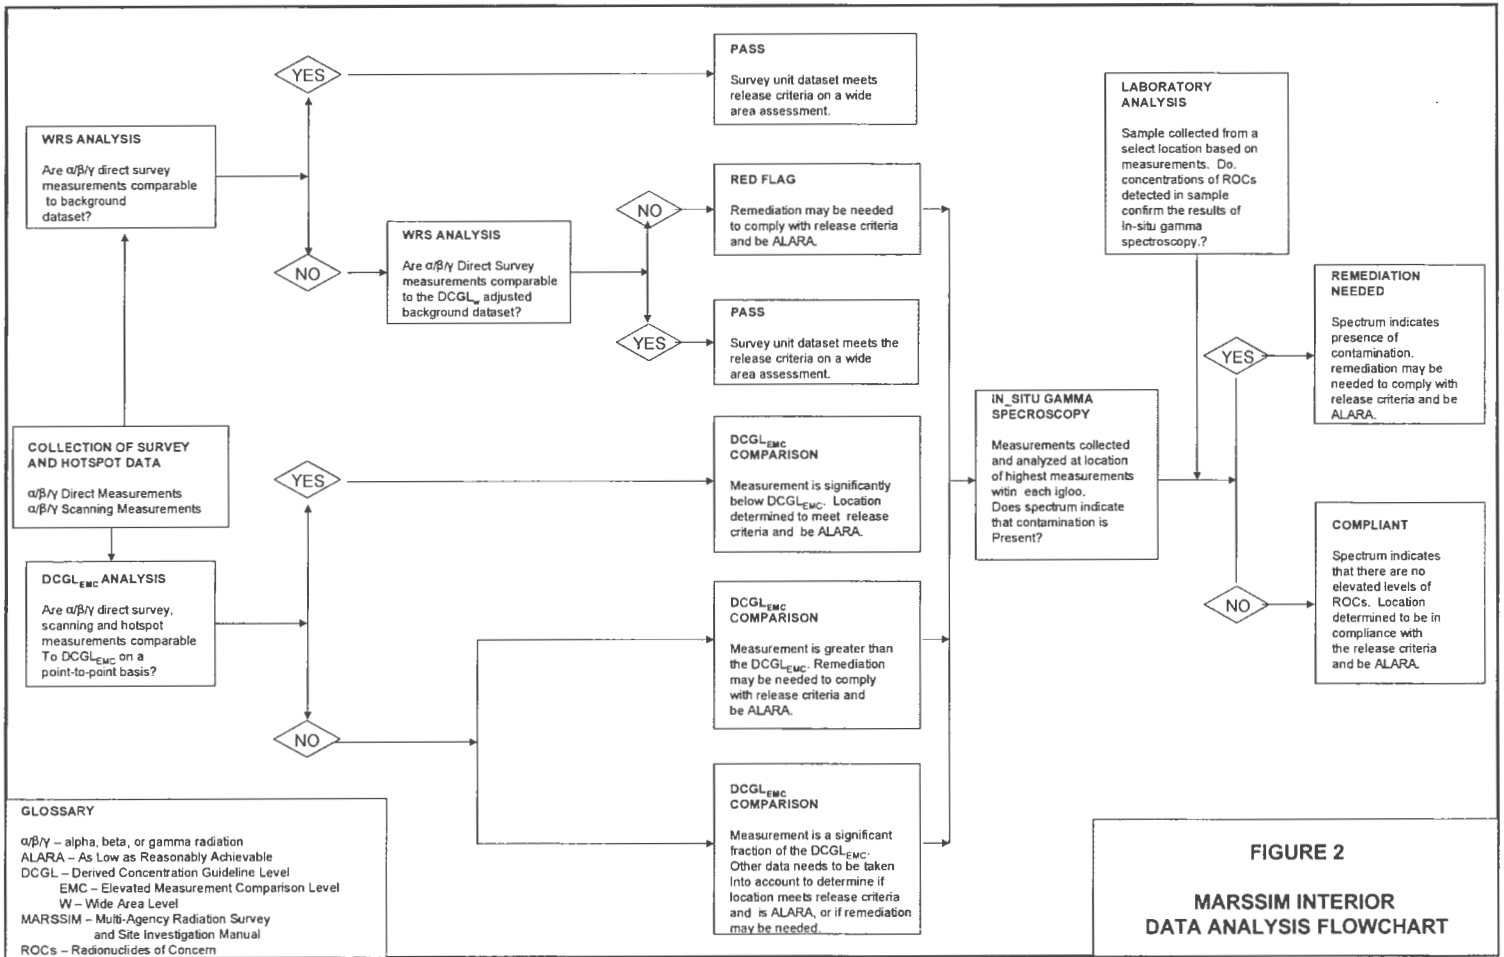 YES
PASS
Survey unit dataset meets
release criteria on a wide
area assessment.
LABORATORY
ANALYSIS
Sample collected from a
select location based on
measurements. Do.
concentrations of ROCs
detected in sample
confirm the results of
In-situ gamma
spectroscopy.?
WRS ANALYSIS
Are α/β/γ direct survey
measurements comparable
to background
dataset?
NO
WRS ANALYSIS
Are α/β/γ Direct Survey
measurements comparable
to the DCGLw adjusted
background dataset?
NO
RED FLAG
Remediation may be needed
to comply with release criteria
and be ALARA.
YES
PASS
Survey unit dataset meets the
release criteria on a wide
area assessment.
COLLECTION OF SURVEY
AND HOTSPOT DATA
α/β/γ Direct Measurements
α/β/γ Scanning Measurements
YES
DCGLEMC
COMPARISON
Measurement is significantly
below DCGLEMC. Location
determined to meet release
criteria and be ALARA.
IN_SITU GAMMA
SPECROSCOPY
Measurements collected
and analyzed at location
of highest measurements
witin each igloo.
Does spectrum indicate
that contamination is
Present?
YES
REMEDIATION
NEEDED
Spectrum indicates
presence of
contamination.
remediation may be
needed to comply with
release criteria and be
ALARA.
NO
COMPLIANT
Spectrum indicates
that there are no
elevated levels of
ROCs. Location
determined to be in
compliance with
the release criteria
and be ALARA.
DCGLEMC ANALYSIS
Are α/β/γ direct survey,
scanning and hotspot
measurements comparable
To DCGLEMC on a
point-to-point basis?
NO
DCGLEMC
COMPARISON
Measurement is greater than
the DCGLEMC. Remediation
may be needed to comply
with release criteria and
be ALARA.
DCGLEMC
COMPARISON
Measurement is a significant
fraction of the DCGLEMC.
Other data needs to be taken
Into account to determine if
location meets release criteria
and is ALARA, or if remediation
may be needed.
GLOSSARY
α/β/γ – alpha, beta, or gamma radiation
ALARA – As Low as Reasonably Achievable
DCGL – Derived Concentration Guideline Level
EMC – Elevated Measurement Comparison Level
W – Wide Area Level
MARSSIM – Multi-Agency Radiation Survey
and Site Investigation Manual
ROCs – Radionuclides of Concern
FIGURE 2
MARSSIM INTERIOR
DATA ANALYSIS FLOWCHART